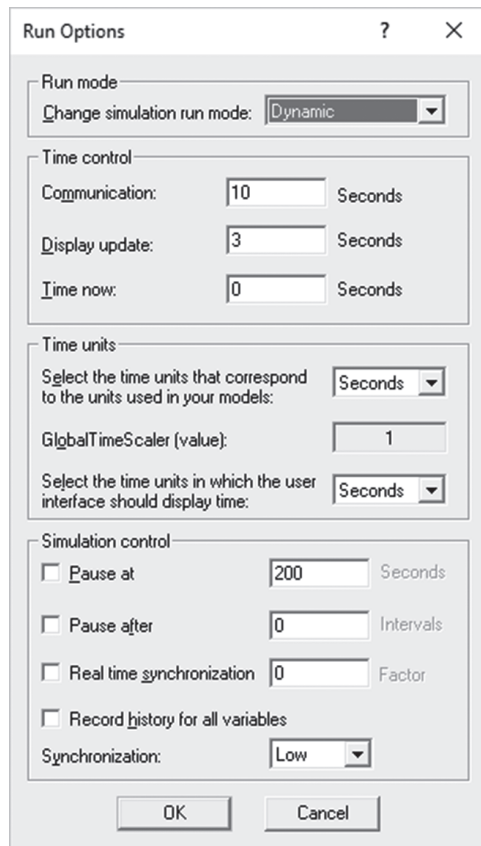 Run Options ? ×
Run mode
Change simulation run mode: Dynamic
Time control
Communication: 10 Seconds
Display update: 3 Seconds
Time now: 0 Seconds
Time units
Select the time units that correspond
to the units used in your models: Seconds
GlobalTimeScaler (value): 1
Select the time units in which the user
interface should display time: Seconds
Simulation control
Pause at 200 Seconds
Pause after 0 Intervals
Real time synchronization 0 Factor
Record history for all variables
Synchronization: Low
OK Cancel